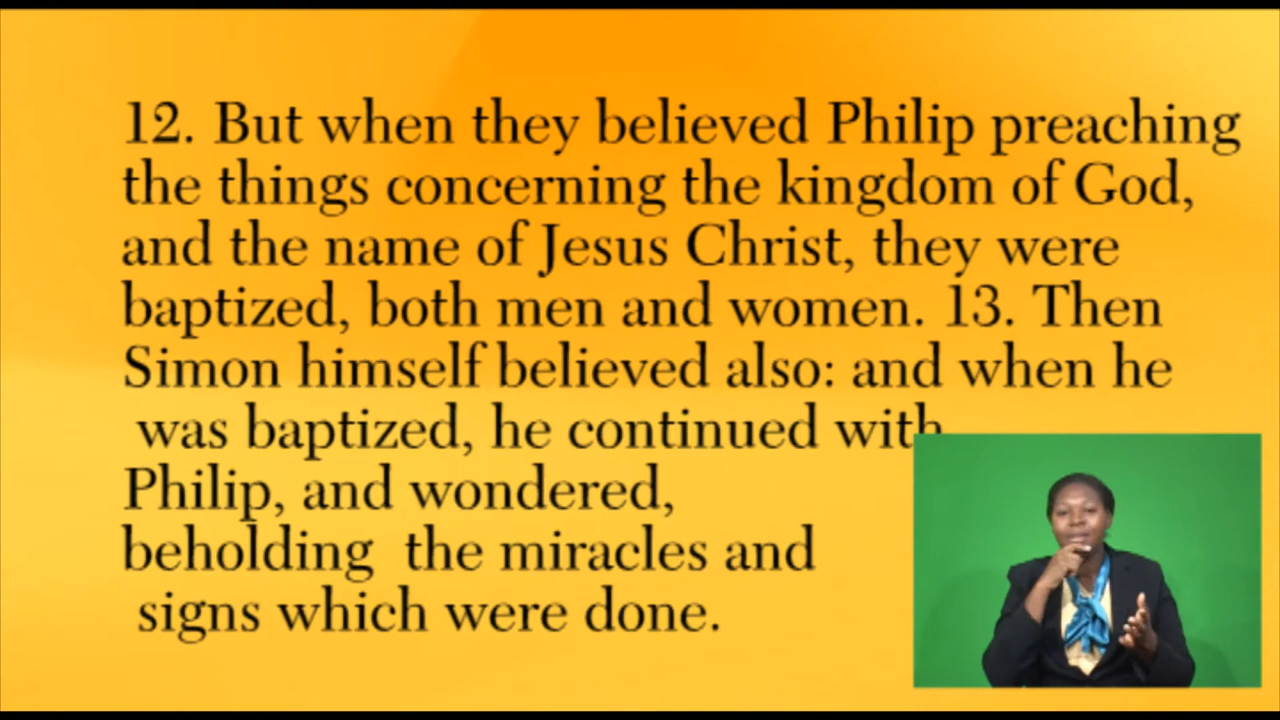 12. But when they believed Philip preaching
the things concerning the kingdom of God,
and the name of Jesus Christ, they were
baptized, both men and women. 13. Then
Simon himself believed also: and when he
was baptized, he continued with
Philip, and wondered,
beholding the miracles and
signs which were done.